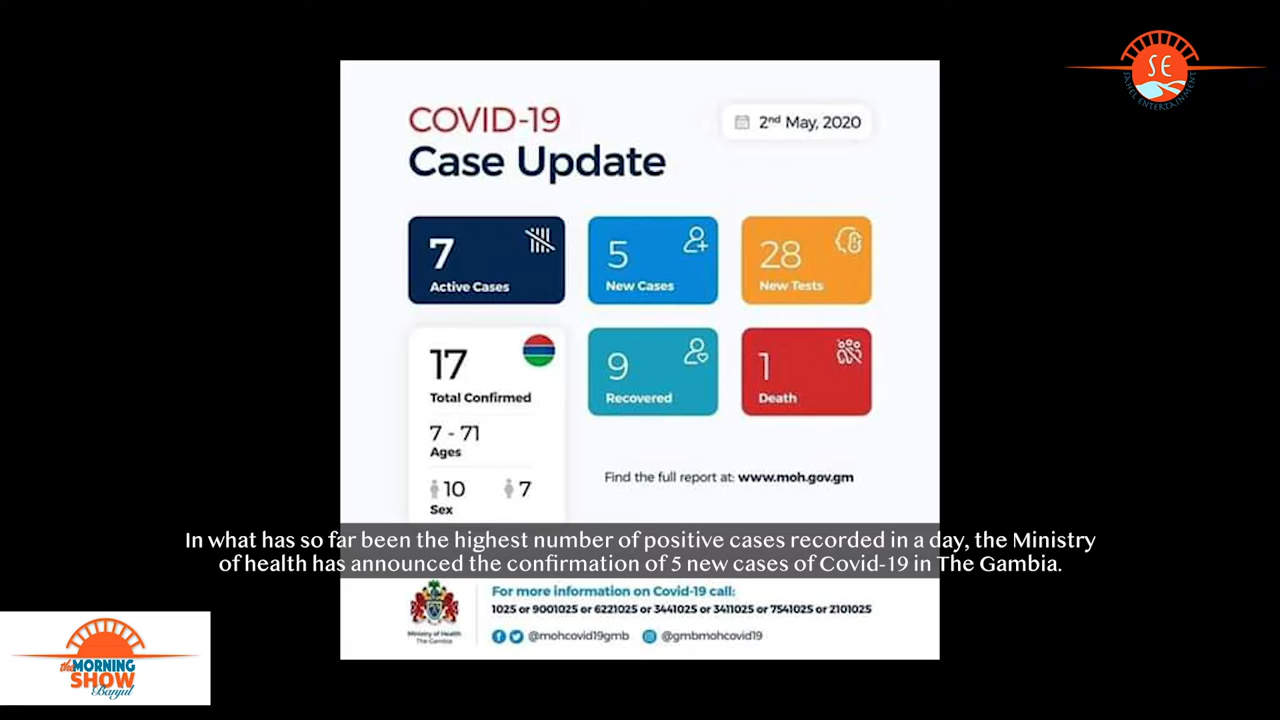 SE
SAHEL ENTERTAINMENT
COVID-19
Case Update
2nd May, 2020
7
Active Cases
5
New Cases
28
New Tests
17
Total Confirmed
7 - 71
Ages
10 7
Sex
9
Recovered
1
Death
Find the full report at: www.moh.gov.gm
In what has so far been the highest number of positive cases recorded in a day, the Ministry
of health has announced the confirmation of 5 new cases of Covid-19 in The Gambia.
For more information on Covid-19 call:
1025 or 9001025 or 6221025 or 3441025 or 3411025 or 7541025 or 2101025
Ministry of Health
The Gambia
@mohcovid19gmb @gmbmohcovid19
the MORNING
SHOW
Banjul